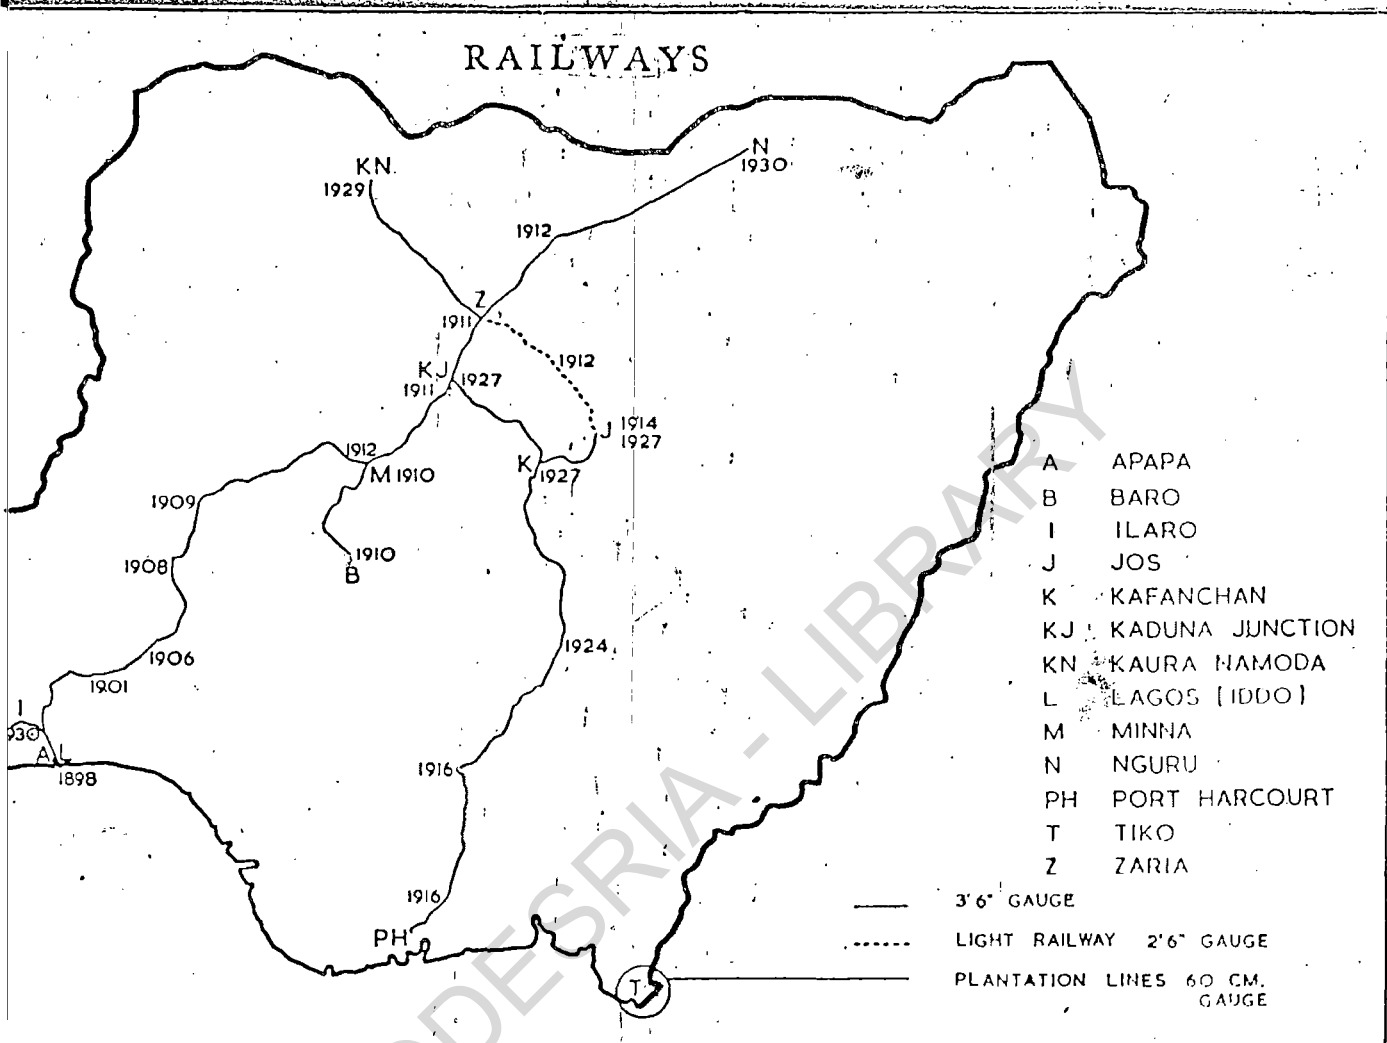 RAILWAYS
KN
1929
N
1930
1912
Z
1911
1912
KJ
1927
1911
J 1914
1927
1912
M 1910
K
1927
1909
1908
1910
B
1906
1924
1901
I
A L
1898
1916
1916
PH
T
A APAPA
B BARO
I ILARO
J JOS
K KAFANCHAN
KJ KADUNA JUNCTION
KN KAURA NAMODA
L LAGOS (IDDO)
M MINNA
N NGURU
PH PORT HARCOURT
T TIKO
Z ZARIA
3'6" GAUGE
LIGHT RAILWAY 2'6" GAUGE
PLANTATION LINES 60 CM.
GAUGE
ODESRIA - LIBRARY